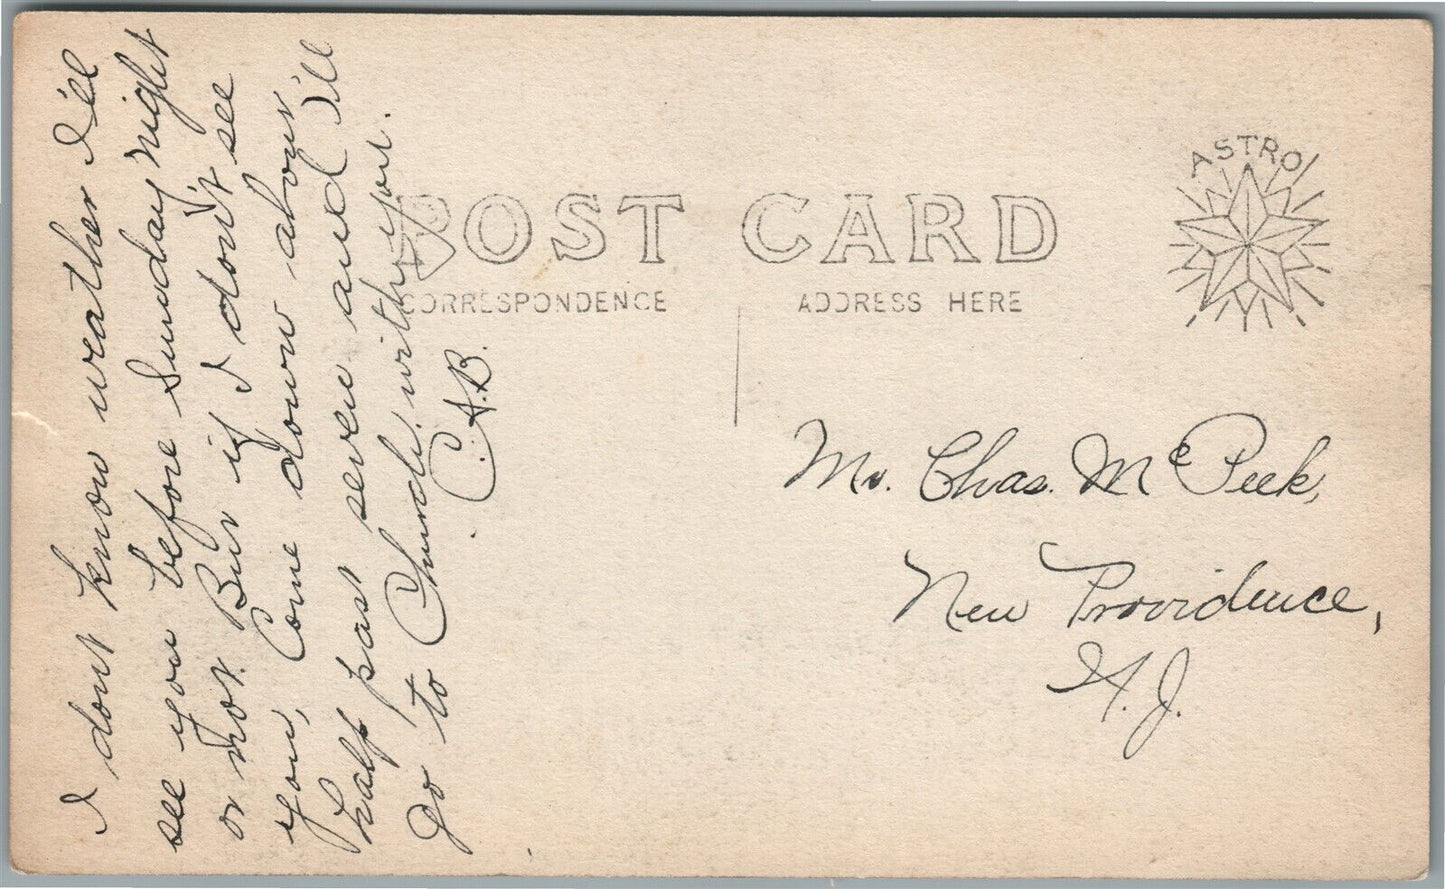 I dont know weather I'll
see you before Sunday night
or not. But if I don't see
you, Come down about
half past seven and I'll
go to Church with you.
C.A.B.
POST CARD
CORRESPONDENCE
ADDRESS HERE
ASTRO
Mr. Chas. McPeek,
New Providence,
N.J.